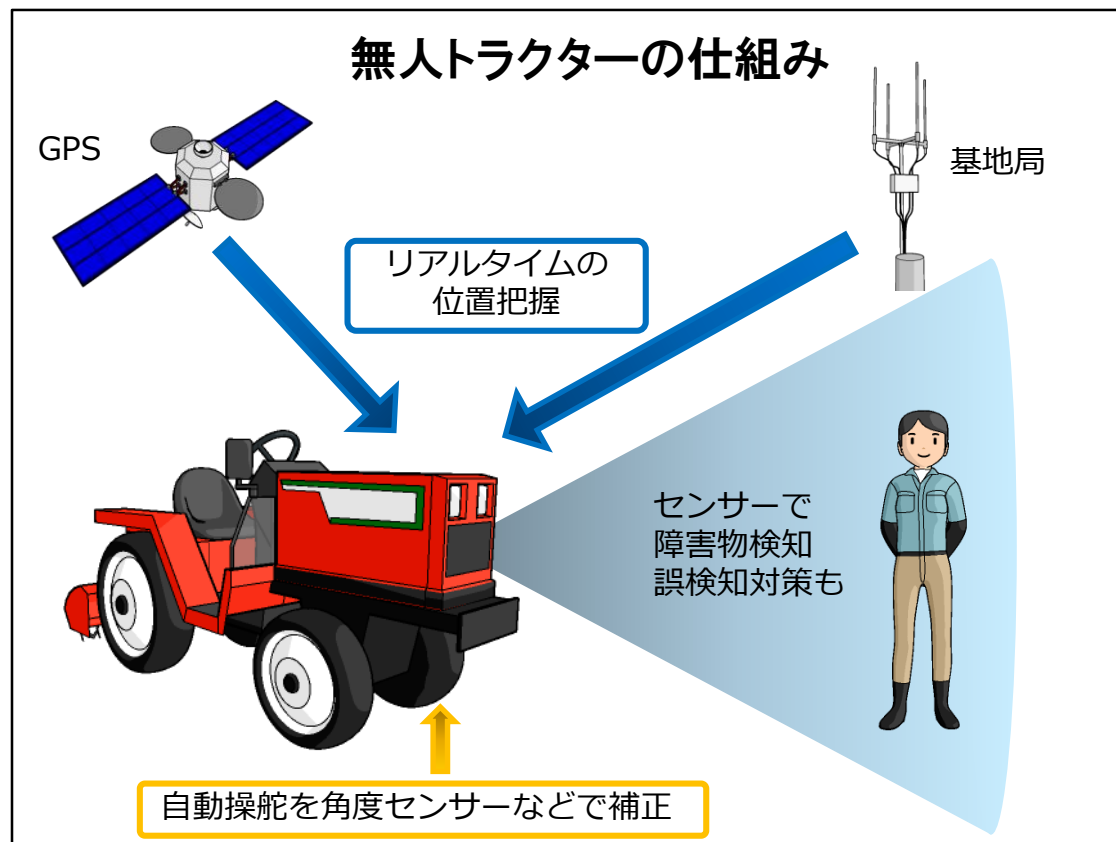 無人トラクターの仕組み
GPS
基地局
リアルタイムの
位置把握
センサーで
障害物検知
誤検知対策も
自動操舵を角度センサーなどで補正